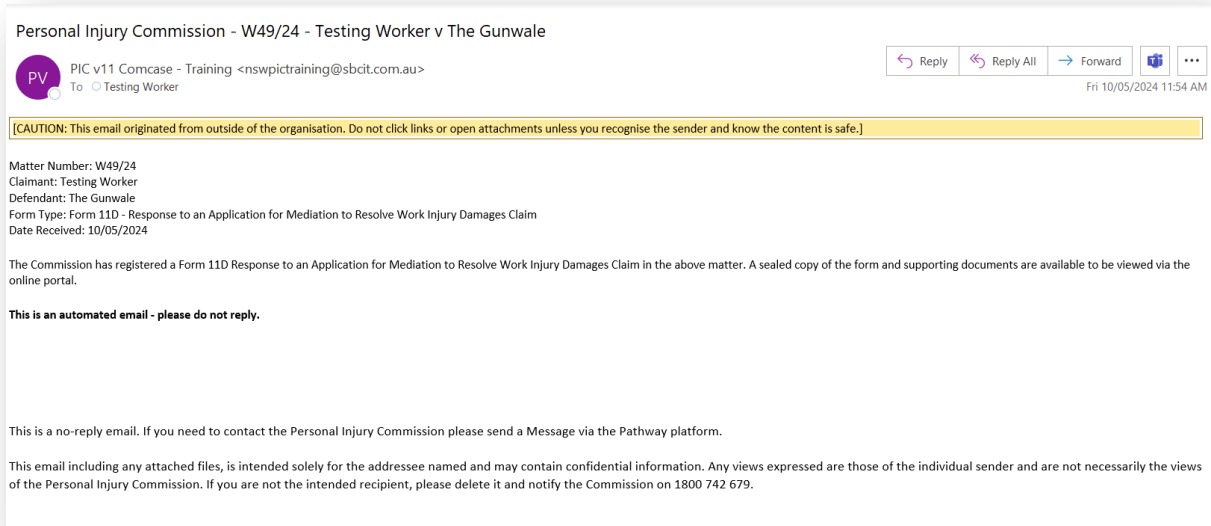 Personal Injury Commission - W49/24 - Testing Worker v The Gunwale
PV
PIC v11 Comcase - Training <nswpictraining@sbcit.com.au>
To Testing Worker
Reply
Reply All
Forward
Fri 10/05/2024 11:54 AM
[CAUTION: This email originated from outside of the organisation. Do not click links or open attachments unless you recognise the sender and know the content is safe.]
Matter Number: W49/24
Claimant: Testing Worker
Defendant: The Gunwale
Form Type: Form 11D - Response to an Application for Mediation to Resolve Work Injury Damages Claim
Date Received: 10/05/2024
The Commission has registered a Form 11D Response to an Application for Mediation to Resolve Work Injury Damages Claim in the above matter. A sealed copy of the form and supporting documents are available to be viewed via the
online portal.
This is an automated email - please do not reply.
This is a no-reply email. If you need to contact the Personal Injury Commission please send a Message via the Pathway platform.
This email including any attached files, is intended solely for the addressee named and may contain confidential information. Any views expressed are those of the individual sender and are not necessarily the views
of the Personal Injury Commission. If you are not the intended recipient, please delete it and notify the Commission on 1800 742 679.